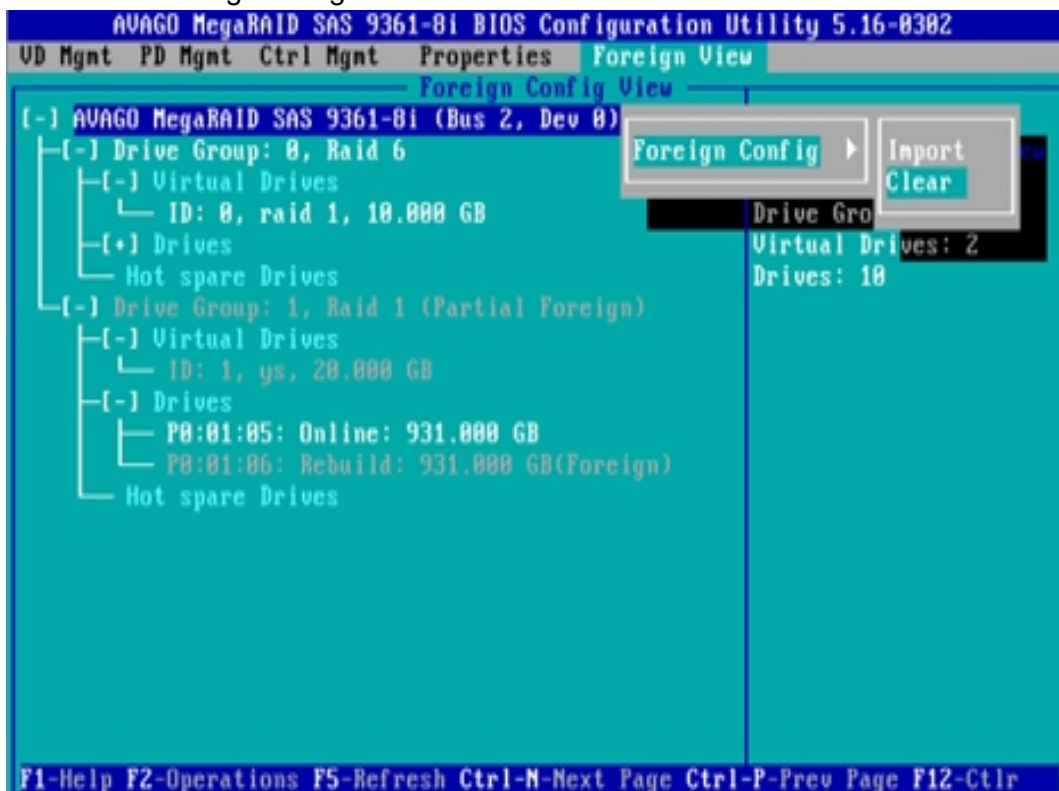 AVAGO MegaRAID SAS 9361-8i BIOS Configuration Utility 5.16-0302
VD Mgmt PD Mgmt Ctrl Mgmt Properties Foreign View
Foreign Config View
[-] AVAGO MegaRAID SAS 9361-8i (Bus 2, Dev 0)
[-] Drive Group: 0, Raid 6
[-] Virtual Drives
ID: 0, raid 1, 10.000 GB
[+] Drives
Hot spare Drives
[-] Drive Group: 1, Raid 1 (Partial Foreign)
[-] Virtual Drives
ID: 1, ys, 20.000 GB
[-] Drives
P0:01:05: Online: 931.000 GB
P0:01:06: Rebuild: 931.000 GB(Foreign)
Hot spare Drives
Foreign Config
Import
Clear
Drive Gro
Virtual Drives: 2
Drives: 10
F1-Help F2-Operations F5-Refresh Ctrl-N-Next Page Ctrl-P-Prev Page F12-Ctlr